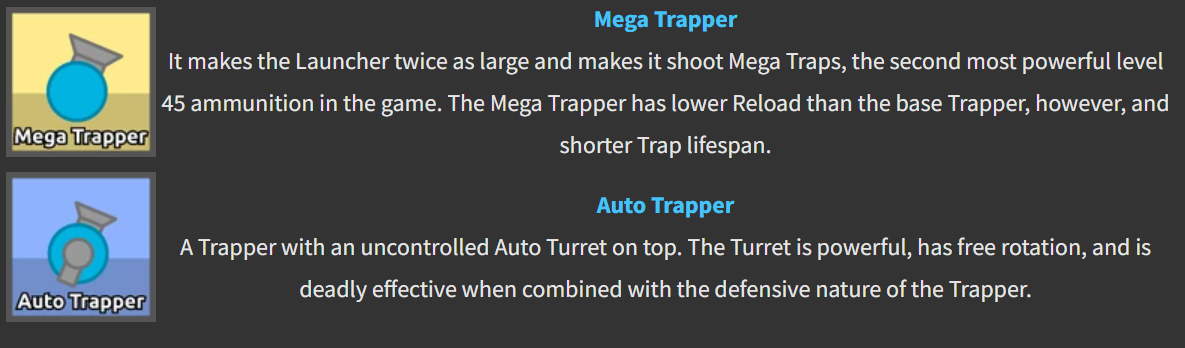 Mega Trapper
It makes the Launcher twice as large and makes it shoot Mega Traps, the second most powerful level
45 ammunition in the game. The Mega Trapper has lower Reload than the base Trapper, however, and
shorter Trap lifespan.
Mega Trapper
Auto Trapper
A Trapper with an uncontrolled Auto Turret on top. The Turret is powerful, has free rotation, and is
deadly effective when combined with the defensive nature of the Trapper.
Auto Trapper